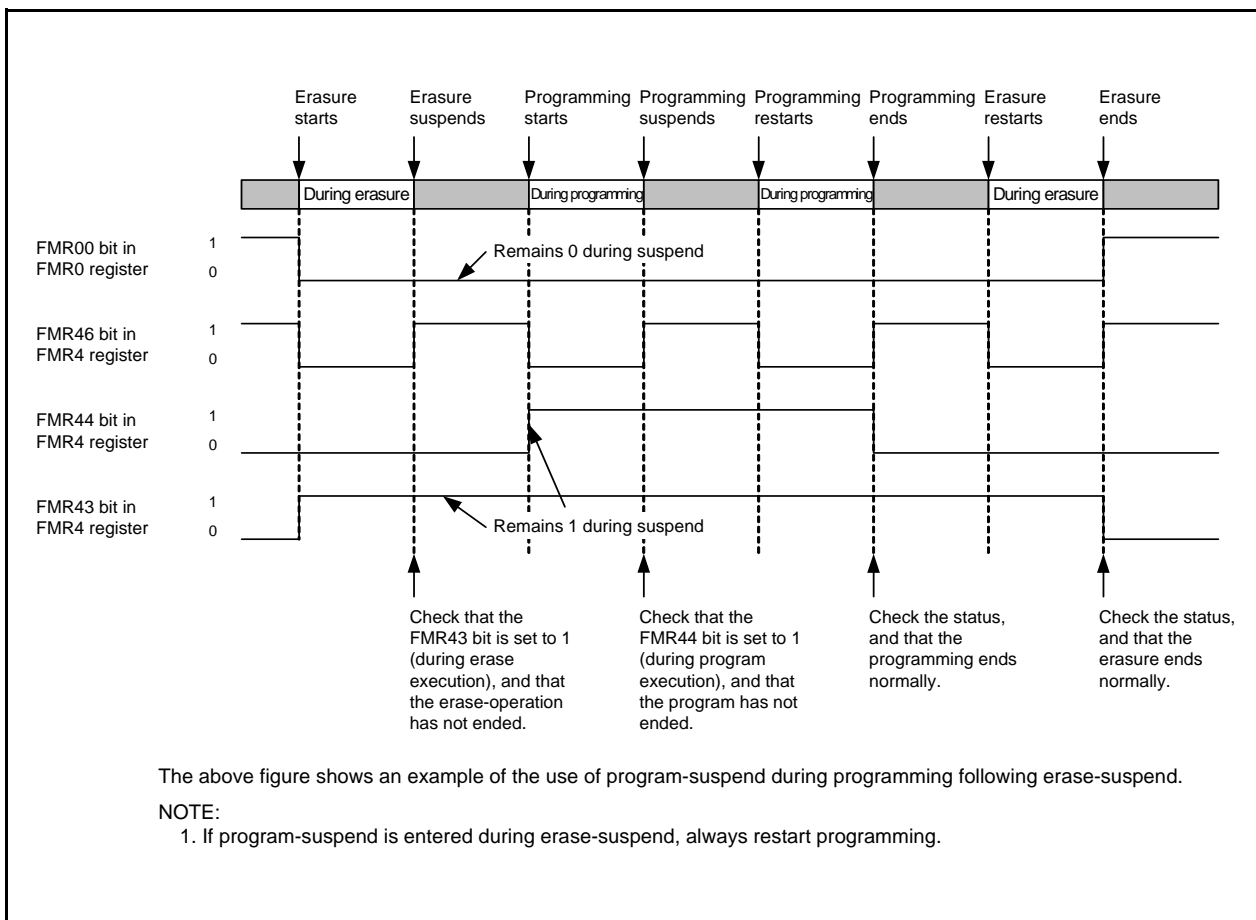 Erasure starts
Erasure suspends
Programming starts
Programming suspends
Programming restarts
Programming ends
Erasure restarts
Erasure ends
During erasure
During programming
During programming
During erasure
FMR00 bit in
FMR0 register
1
0
Remains 0 during suspend
FMR46 bit in
FMR4 register
1
0
FMR44 bit in
FMR4 register
1
0
FMR43 bit in
FMR4 register
1
0
Remains 1 during suspend
Check that the
FMR43 bit is set to 1
(during erase
execution), and that
the erase-operation
has not ended.
Check that the
FMR44 bit is set to 1
(during program
execution), and that
the program has not
ended.
Check the status,
and that the
programming ends
normally.
Check the status,
and that the
erasure ends
normally.
The above figure shows an example of the use of program-suspend during programming following erase-suspend.
NOTE:
1. If program-suspend is entered during erase-suspend, always restart programming.